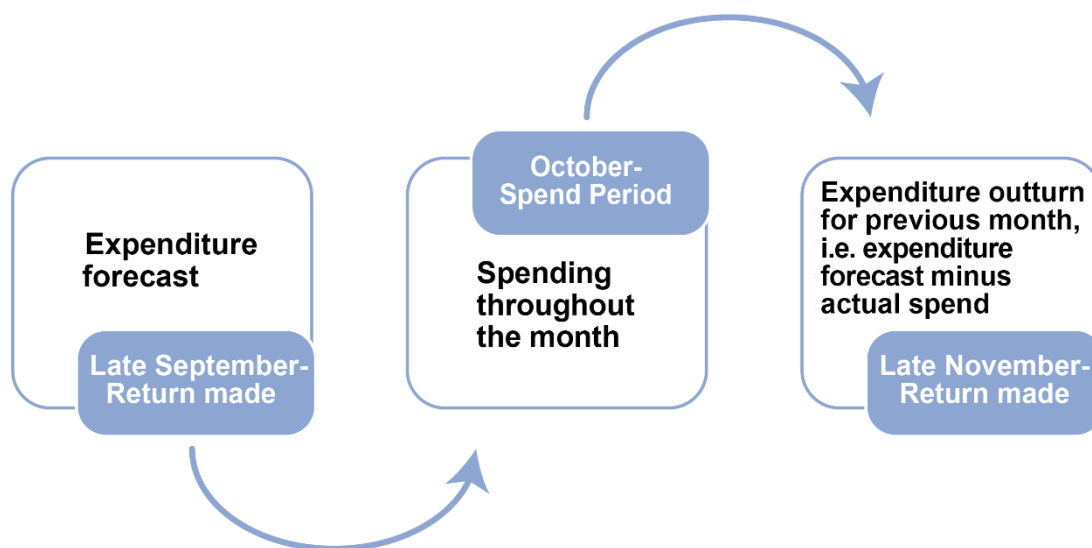 Expenditure
forecast
Late September-
Return made
October-
Spend Period
Spending
throughout
the month
Expenditure outturn
for previous month,
i.e. expenditure
forecast minus
actual spend
Late November-
Return made